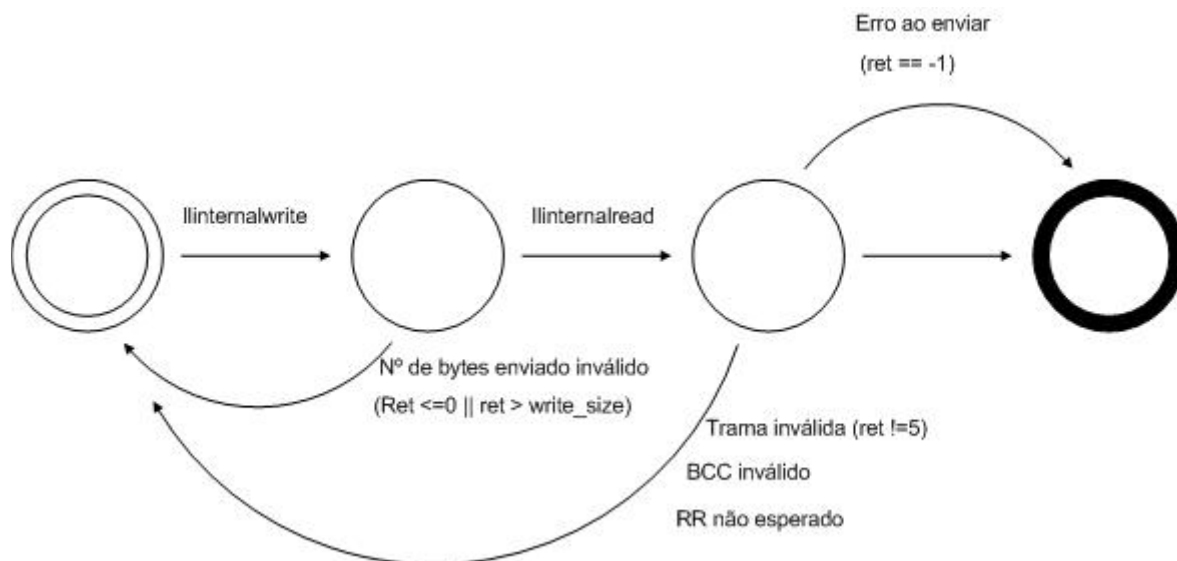 Erro ao enviar
(ret == -1)
llinternalwrite
llinternalread
Nº de bytes enviado inválido
(Ret <=0 || ret > write_size)
Trama inválida (ret !=5)
BCC inválido
RR não esperado